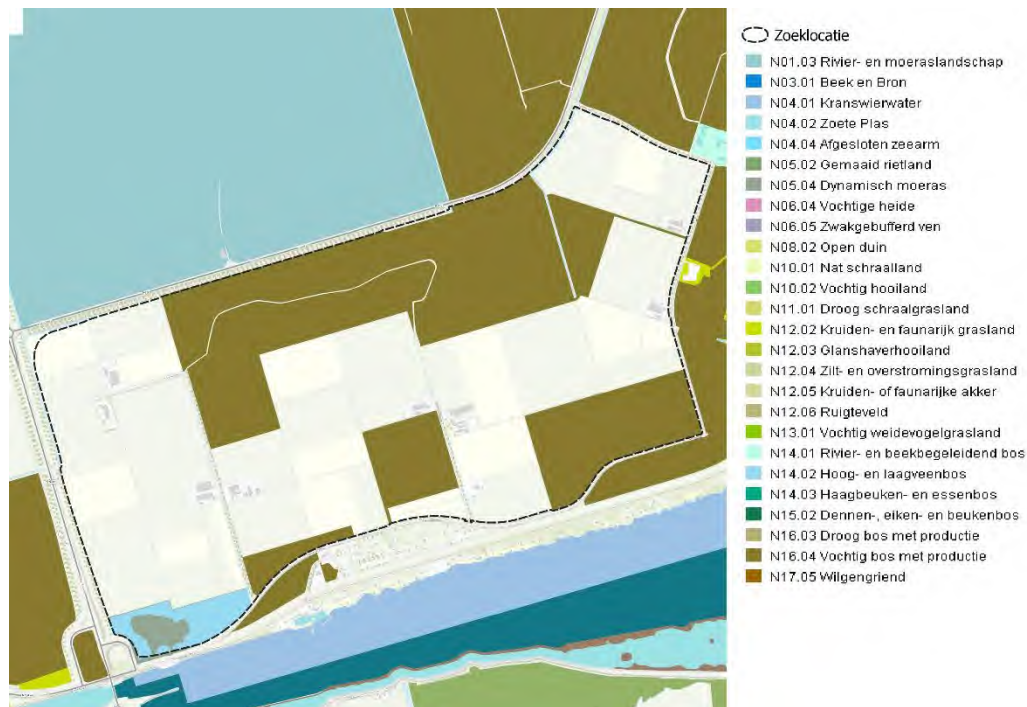 Zoeklocatie
N01.03 Rivier- en moeraslandschap
N03.01 Beek en Bron
N04.01 Kranswierwater
N04.02 Zoete Plas
N04.04 Afgesloten zeearm
N05.02 Gemaaid rietland
N05.04 Dynamisch moeras
N06.04 Vochtige heide
N06.05 Zwakgebufferd ven
N08.02 Open duin
N10.01 Nat schraalland
N10.02 Vochtig hooiland
N11.01 Droog schraalgrasland
N12.02 Kruiden- en faunarijk grasland
N12.03 Glanshaverhooiland
N12.04 Zilt- en overstromingsgrasland
N12.05 Kruiden- of faunarijke akker
N12.06 Ruigteveld
N13.01 Vochtig weidevogelgrasland
N14.01 Rivier- en beekbegeleidend bos
N14.02 Hoog- en laagveenbos
N14.03 Haagbeuken- en essenbos
N15.02 Dennen-, eiken- en beukenbos
N16.03 Droog bos met productie
N16.04 Vochtig bos met productie
N17.05 Wilgengriend